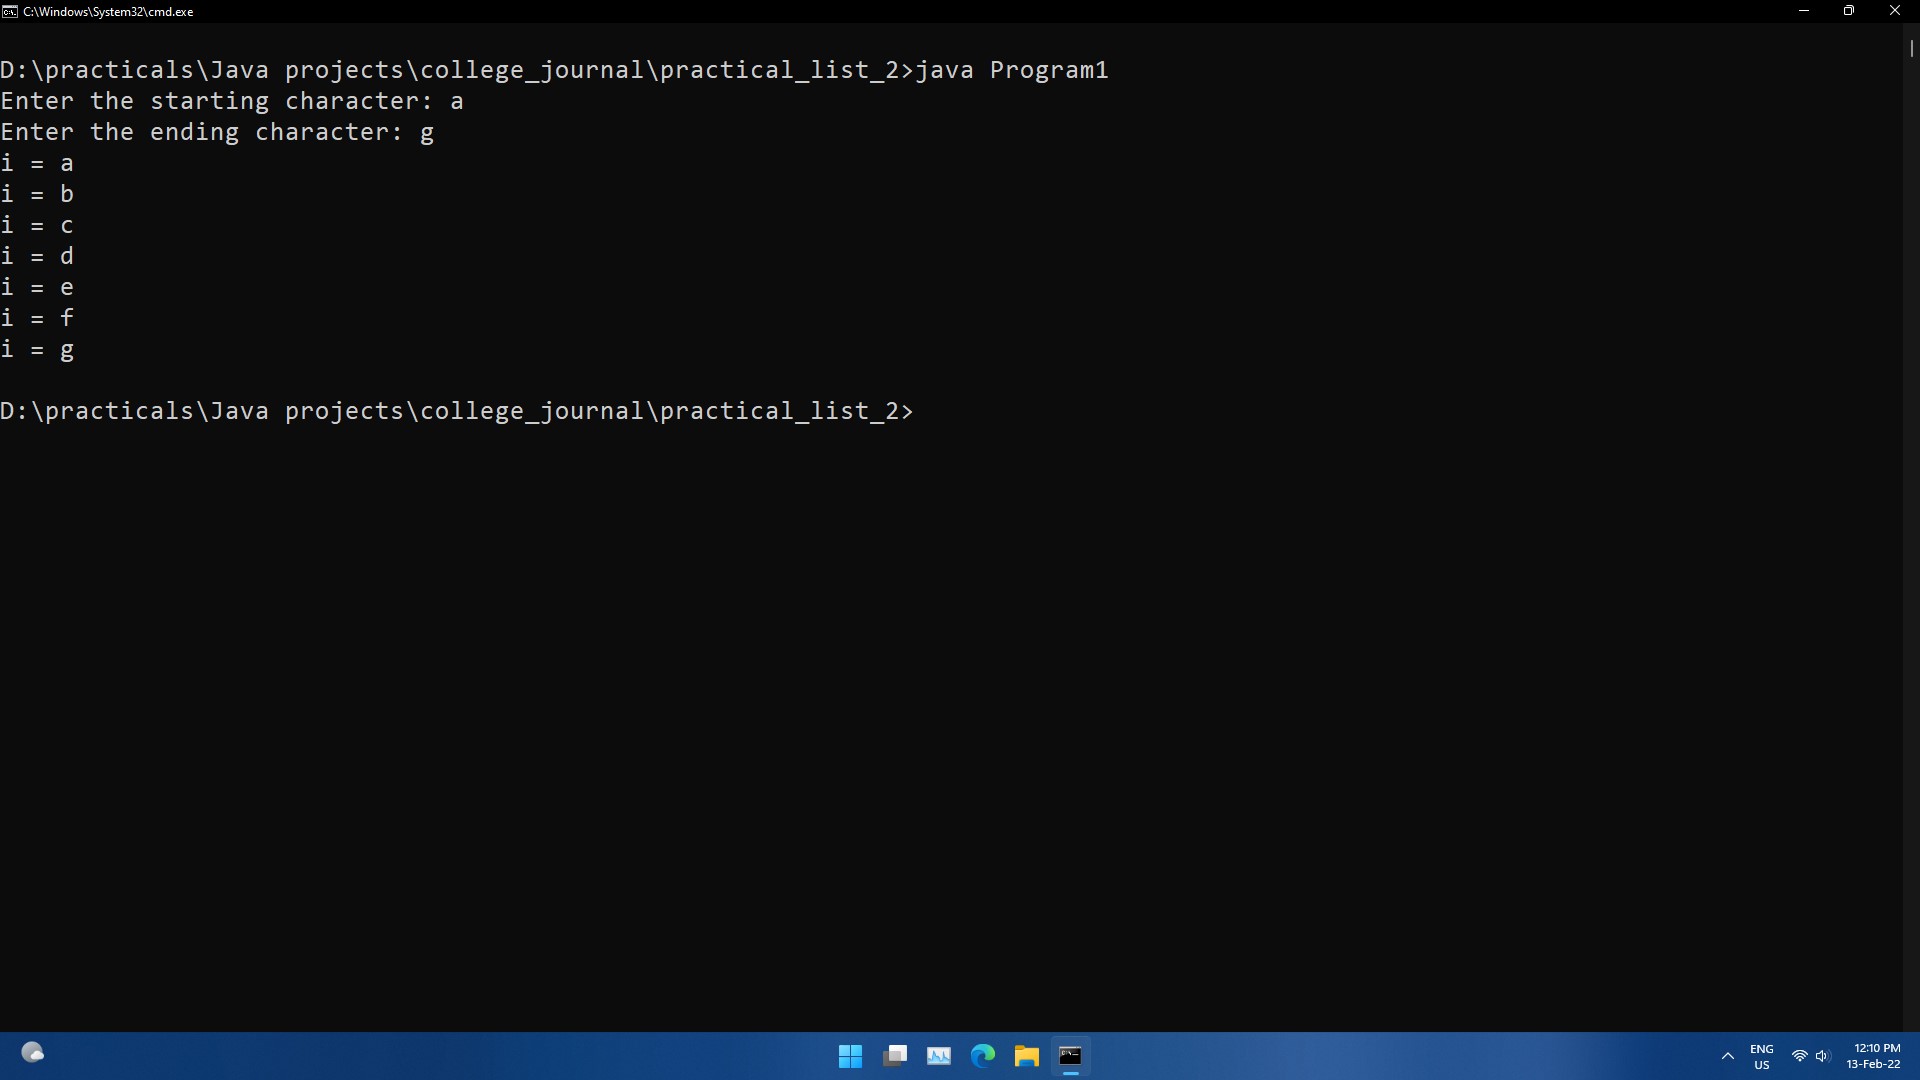 C:\Windows\System32\cmd.exe
D:\practicals\Java projects\college_journal\practical_list_2>java Program1
Enter the starting character: a
Enter the ending character: g
i = a
i = b
i = c
i = d
i = e
i = f
i = g
D:\practicals\Java projects\college_journal\practical_list_2>
ENG
US
12:10 PM
13-Feb-22